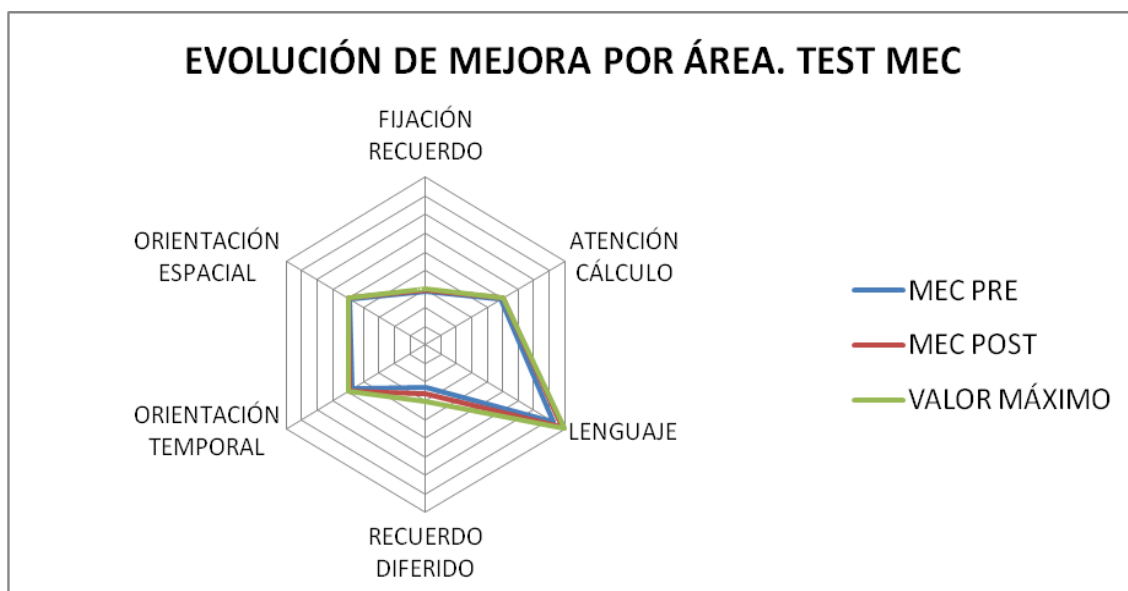 EVOLUCIÓN DE MEJORA POR ÁREA. TEST MEC
FIJACIÓN
RECUERDO
ATENCIÓN
CÁLCULO
LENGUAJE
RECUERDO
DIFERIDO
ORIENTACIÓN
TEMPORAL
ORIENTACIÓN
ESPACIAL
MEC PRE
MEC POST
VALOR MÁXIMO